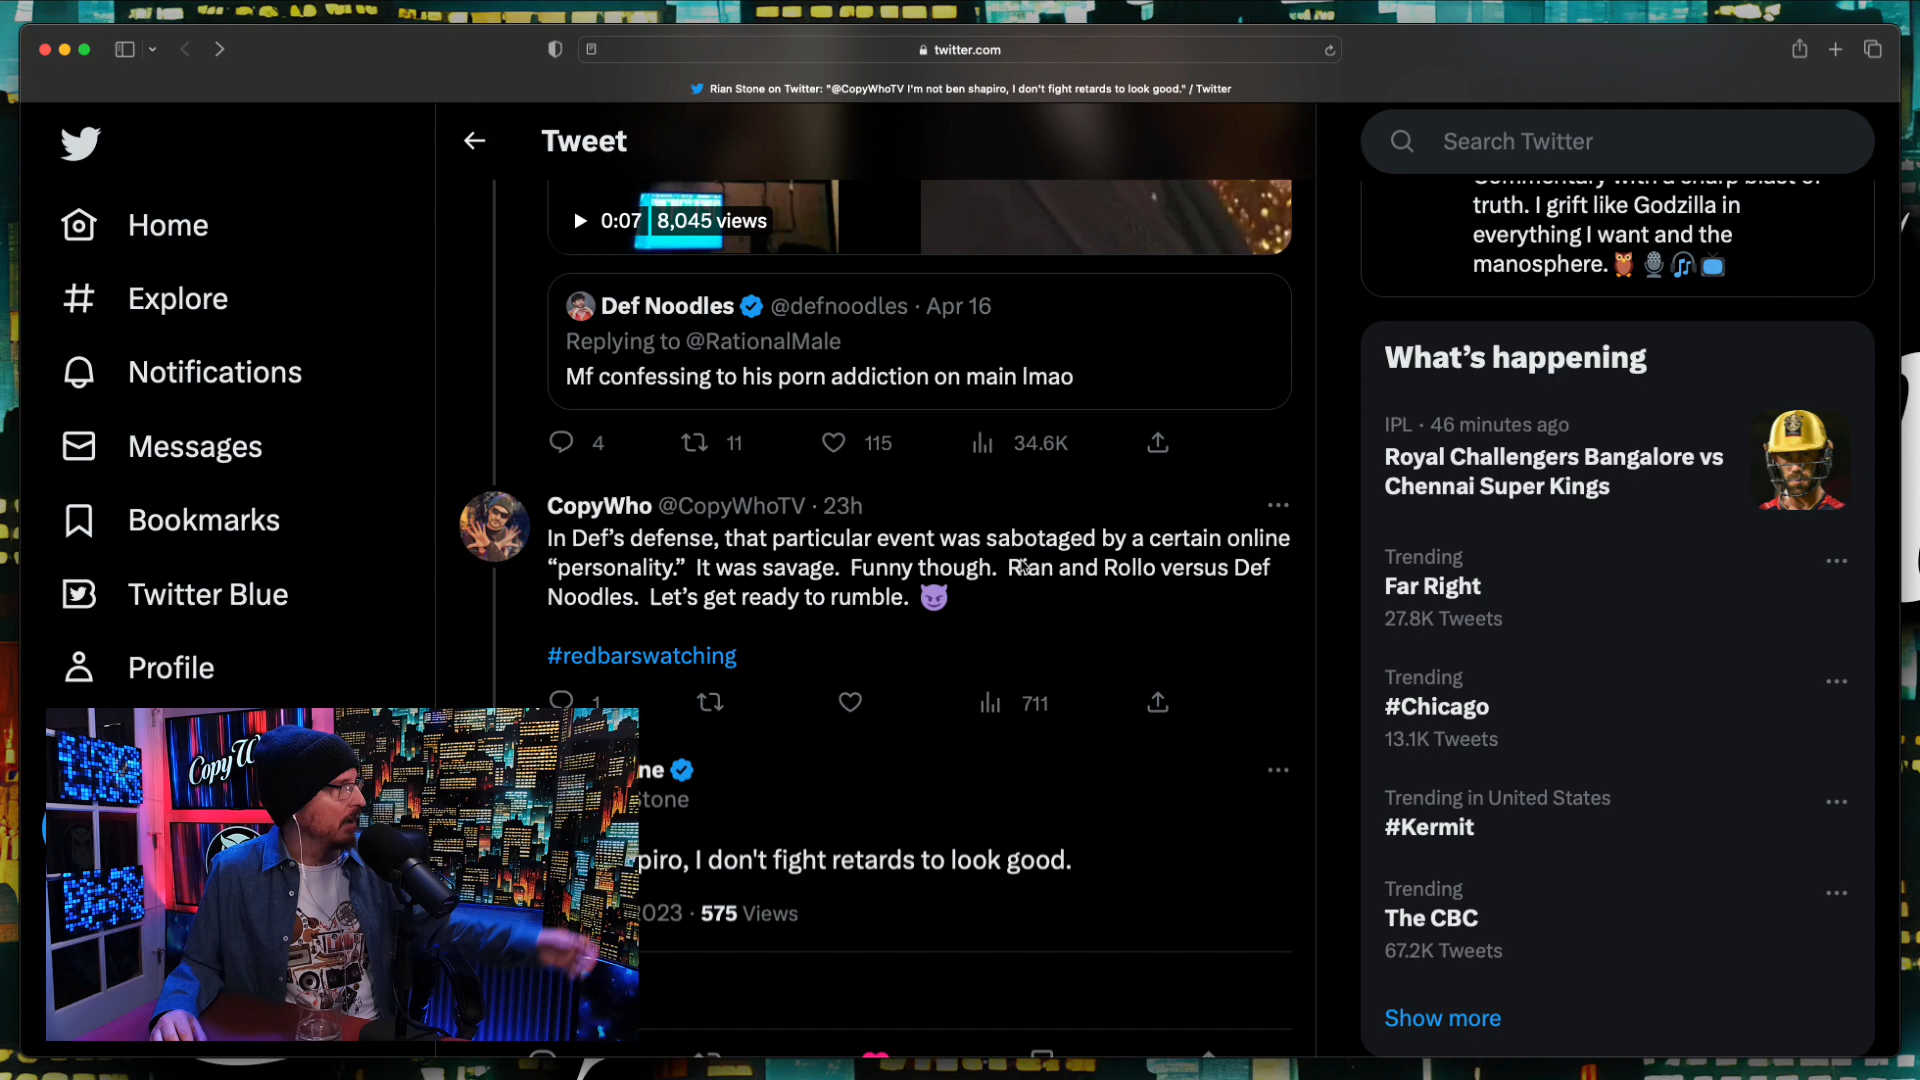 twitter.com
Rian Stone on Twitter: "@CopyWhoTV I'm not ben shapiro, I don't fight retards to look good." / Twitter
Tweet
Search Twitter
Home
Explore
Notifications
Messages
Bookmarks
Twitter Blue
Profile
0:07 8,045 views
Def Noodles @defnoodles · Apr 16
Replying to @RationalMale
Mf confessing to his porn addiction on main lmao
4 11 115 34.6K
CopyWho @CopyWhoTV · 23h
In Def's defense, that particular event was sabotaged by a certain online
“personality.” It was savage. Funny though. Rian and Rollo versus Def
Noodles. Let's get ready to rumble. 😈
#redbarswatching
1 711
ne
tone
piro, I don't fight retards to look good.
023 · 575 Views
Copy W
truth. I grift like Godzilla in
everything I want and the
manosphere. 🦉🎙🎧📺
What's happening
IPL · 46 minutes ago
Royal Challengers Bangalore vs
Chennai Super Kings
Trending
Far Right
27.8K Tweets
Trending
#Chicago
13.1K Tweets
Trending in United States
#Kermit
Trending
The CBC
67.2K Tweets
Show more